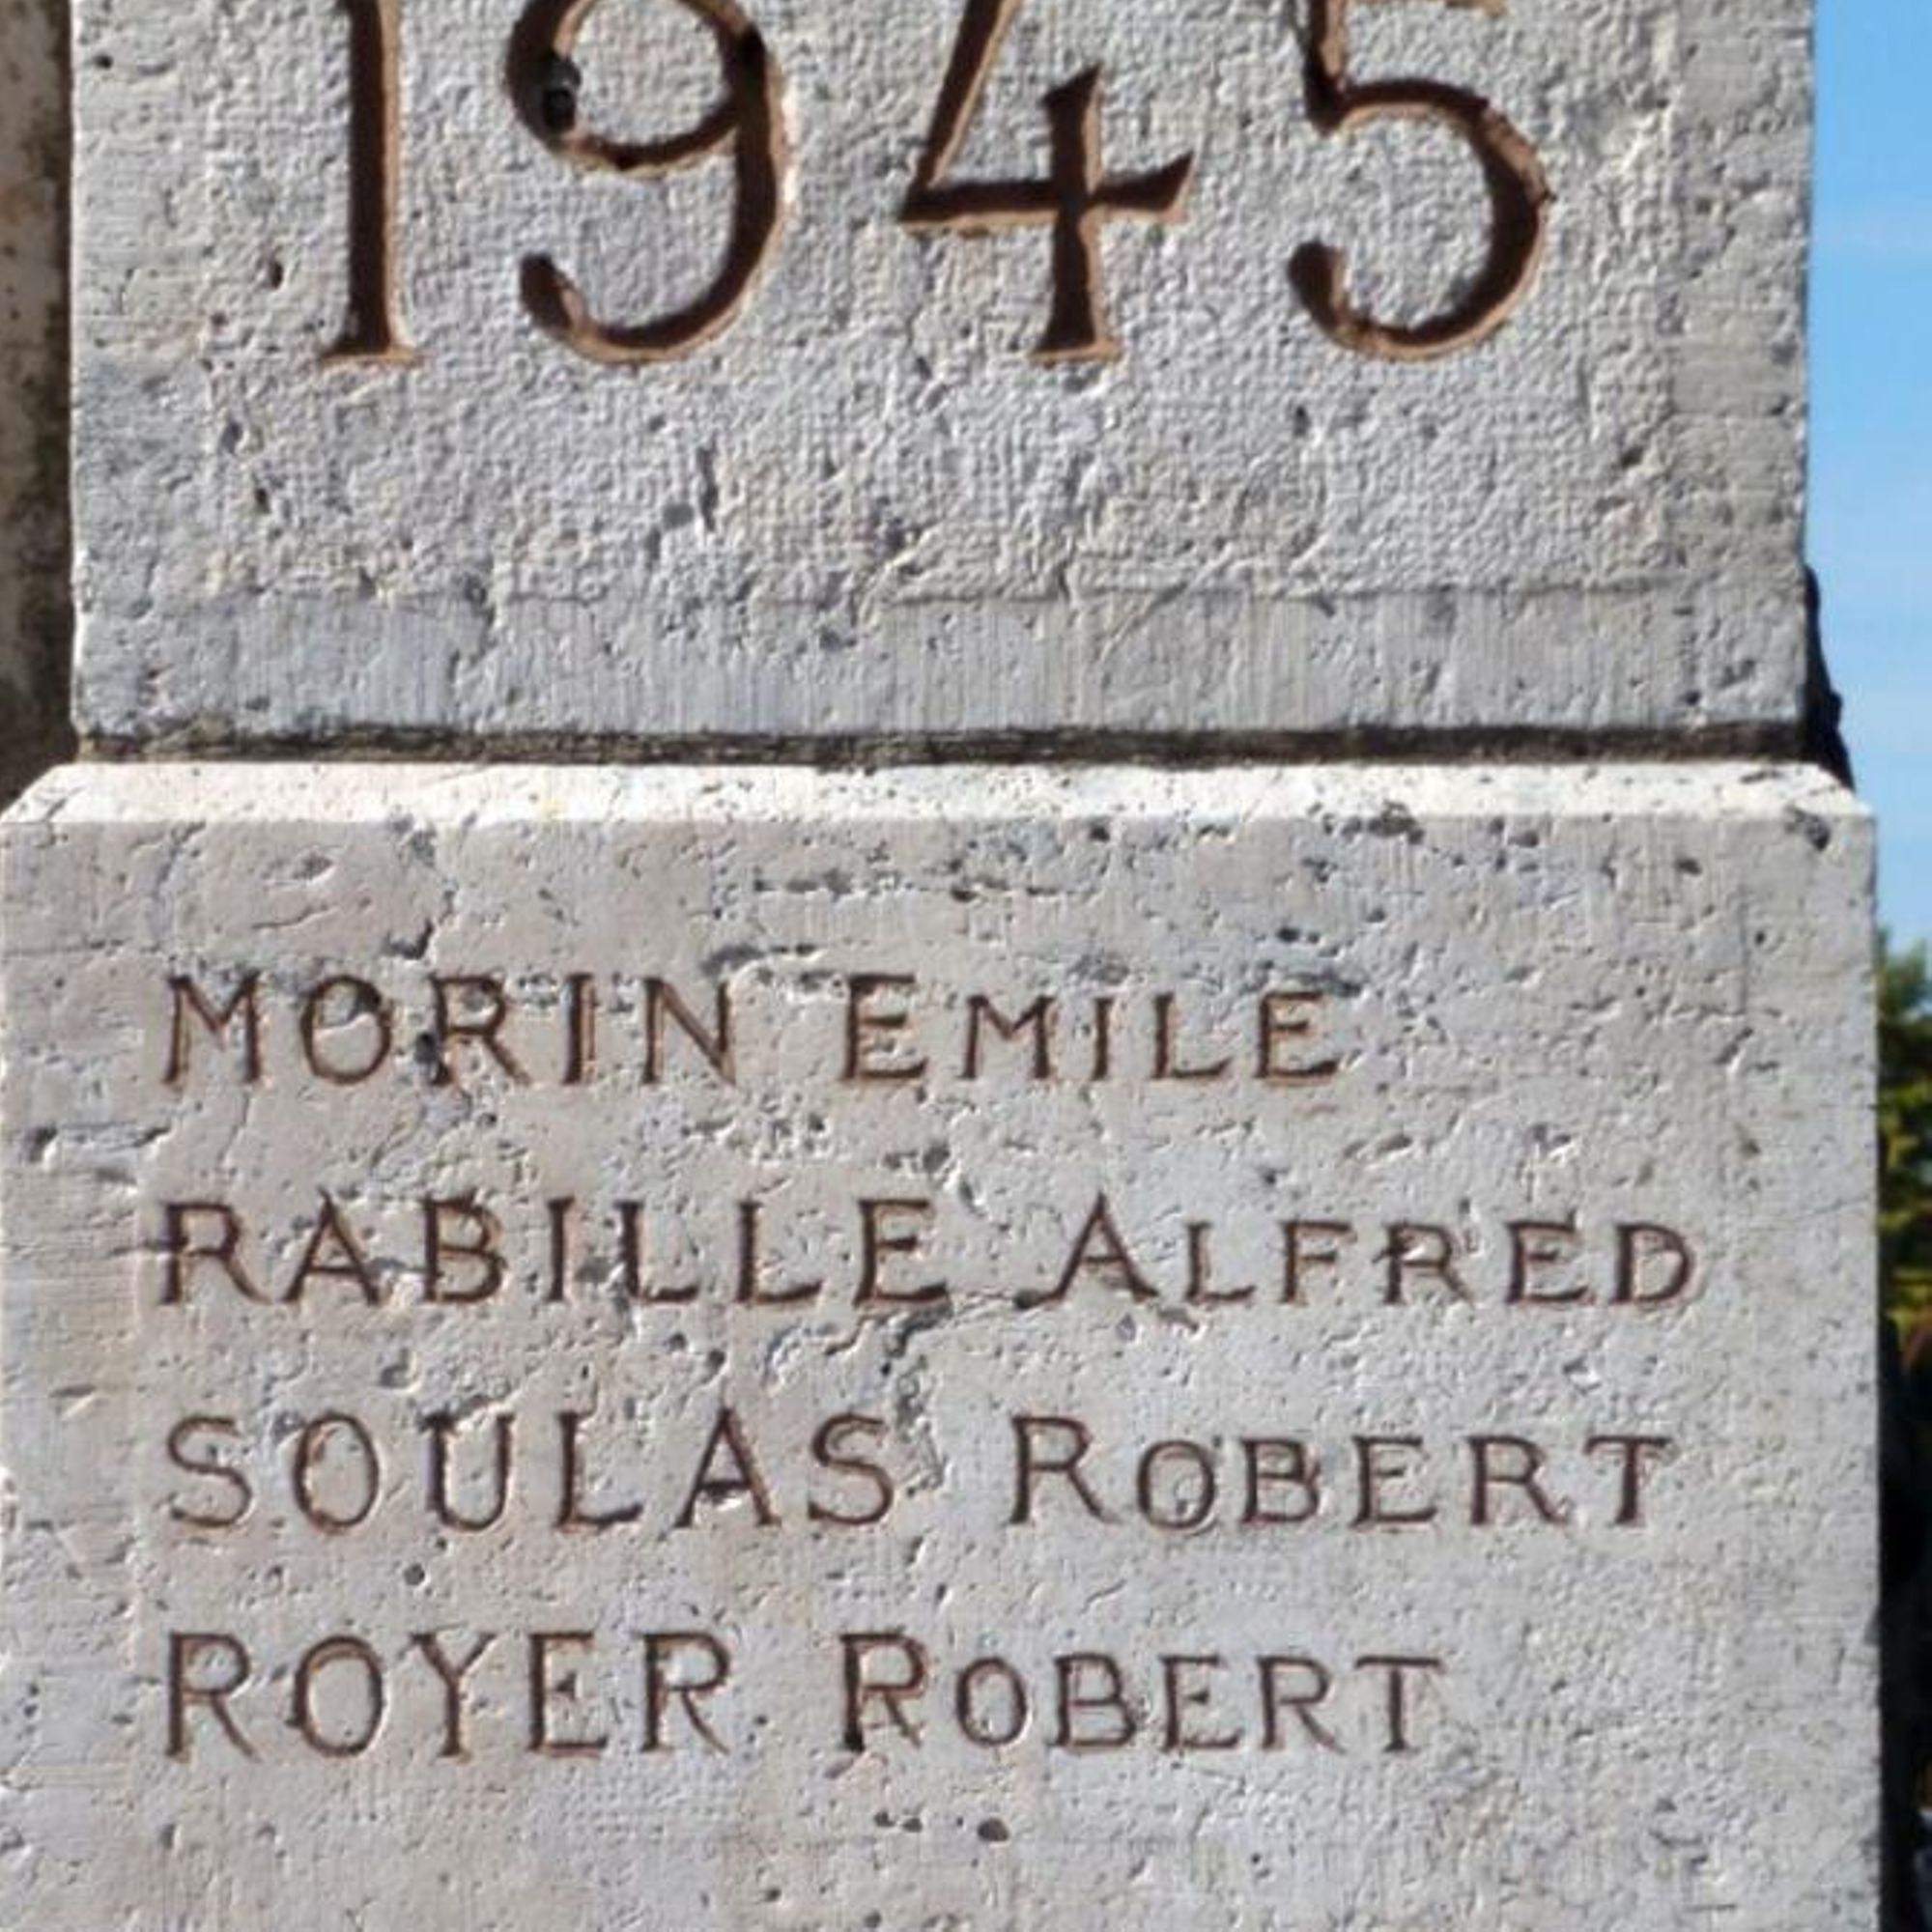 1945
MORIN EMILE
RABILLE ALFRED
SOULAS ROBERT
ROYER ROBERT